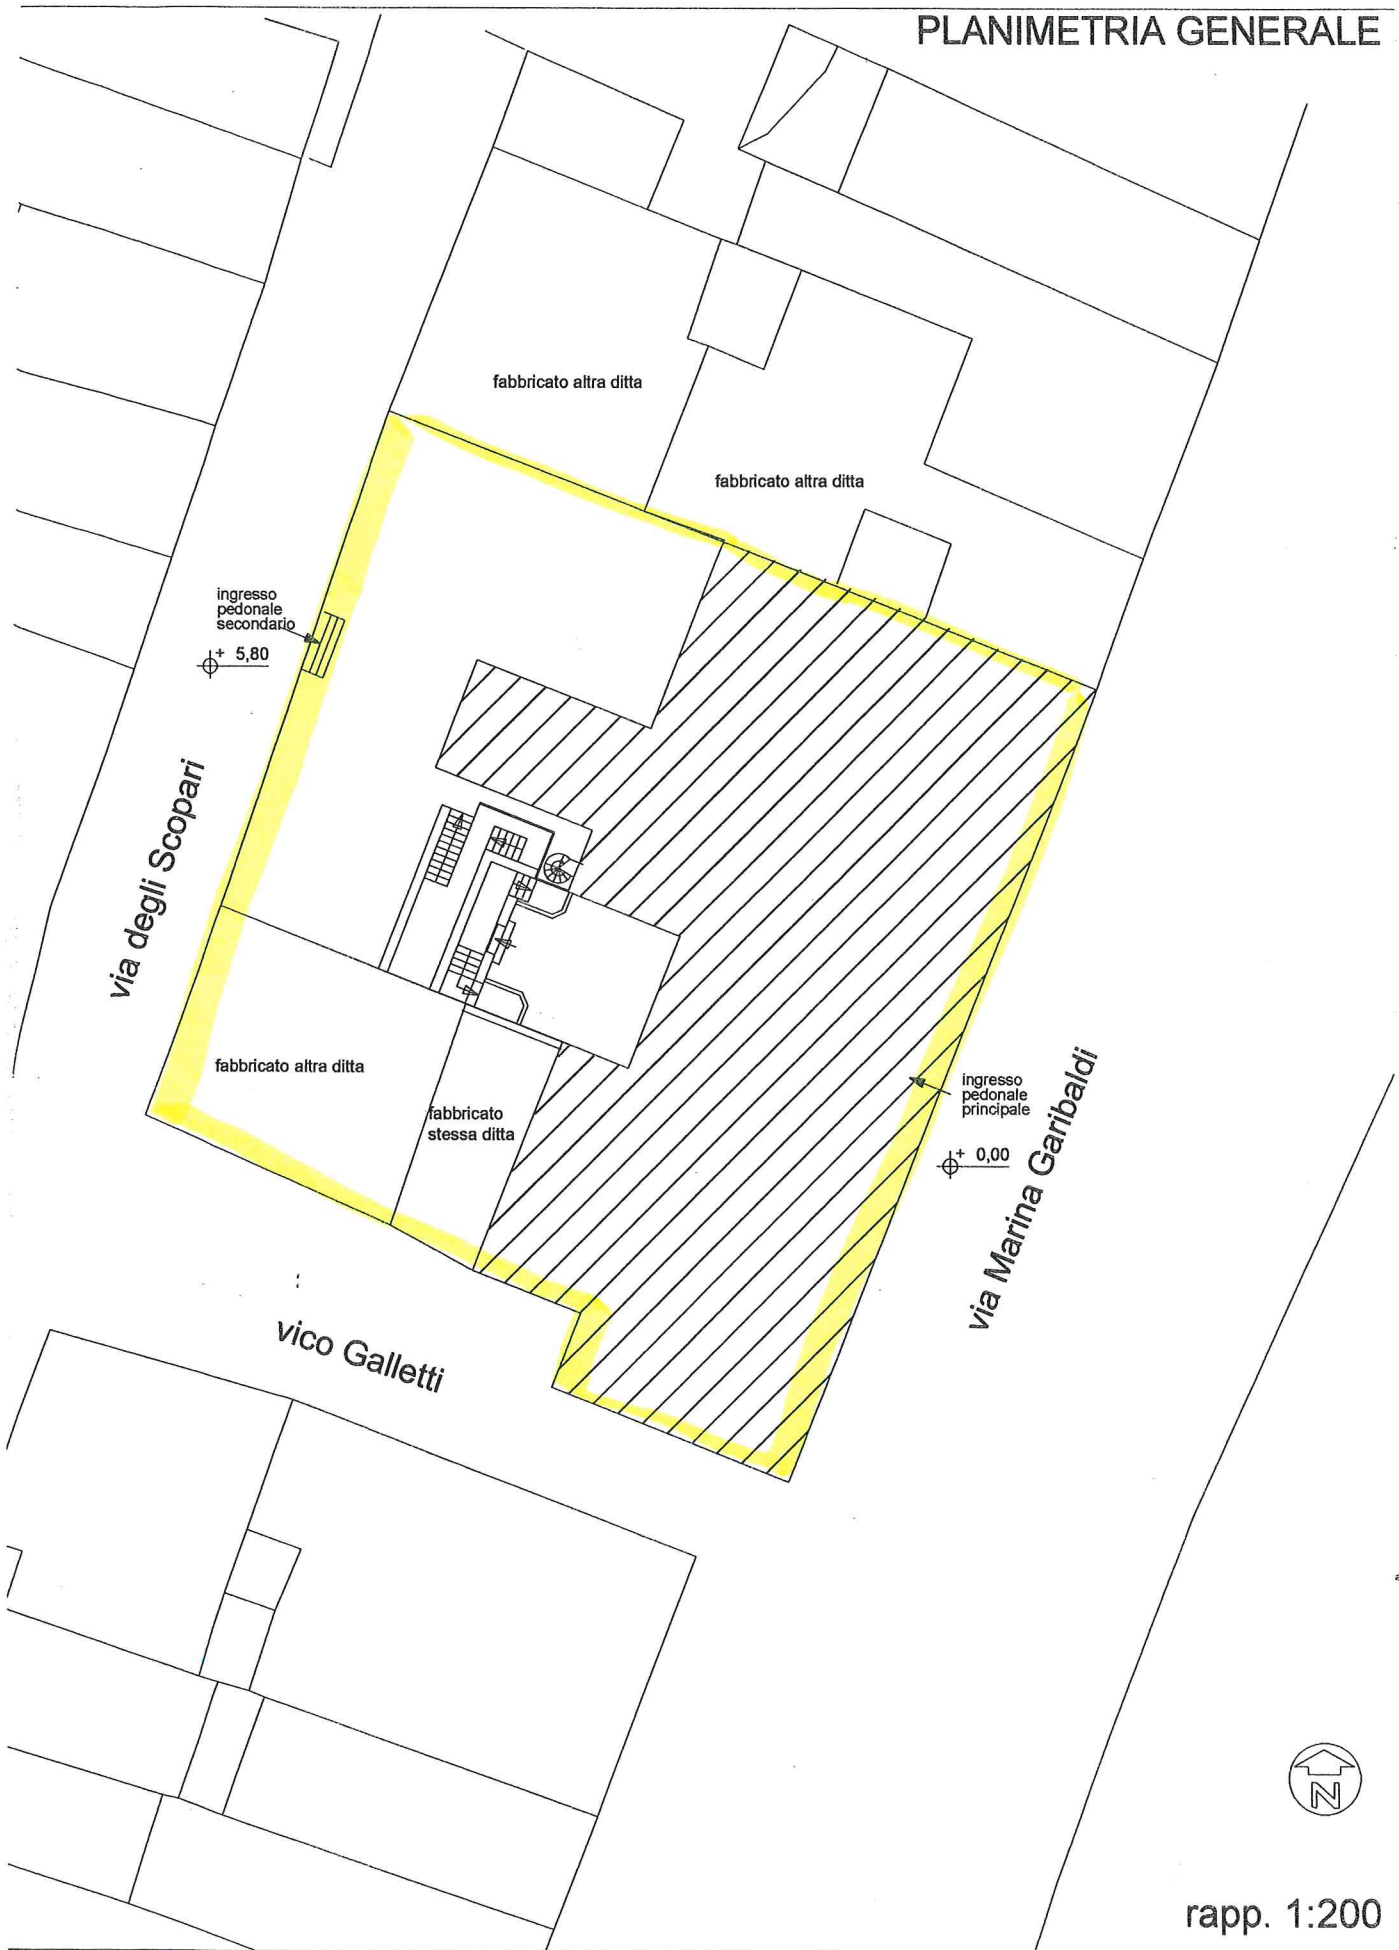 PLANIMETRIA GENERALE
fabbricato altra ditta
fabbricato altra ditta
ingresso
pedonale
secondario
+ 5,80
via degli Scopari
fabbricato altra ditta
fabbricato
stessa ditta
ingresso
pedonale
principale
+ 0,00
via Marina Garibaldi
vico Galletti
N
rapp. 1:200